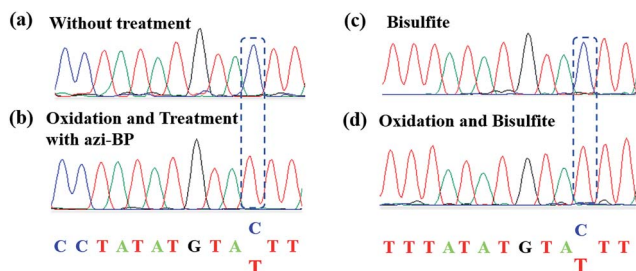 (a) Without treatment
(b) Oxidation and Treatment
with azi-BP
C
C C T A T A T G T A T T
T
(c) Bisulfite
(d) Oxidation and Bisulfite
C
T T T A T A T G T A T T
T